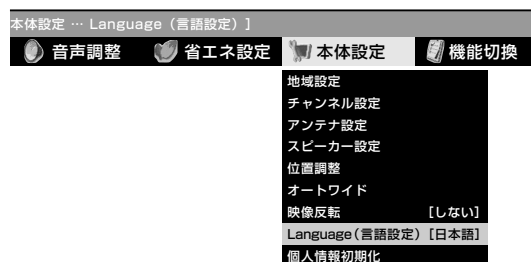 本体設定 … Language（言語設定）]
音声調整 省エネ設定 本体設定 機能切換
地域設定
チャンネル設定
アンテナ設定
スピーカー設定
位置調整
オートワイド
映像反転 [しない]
Language（言語設定） [日本語]
個人情報初期化